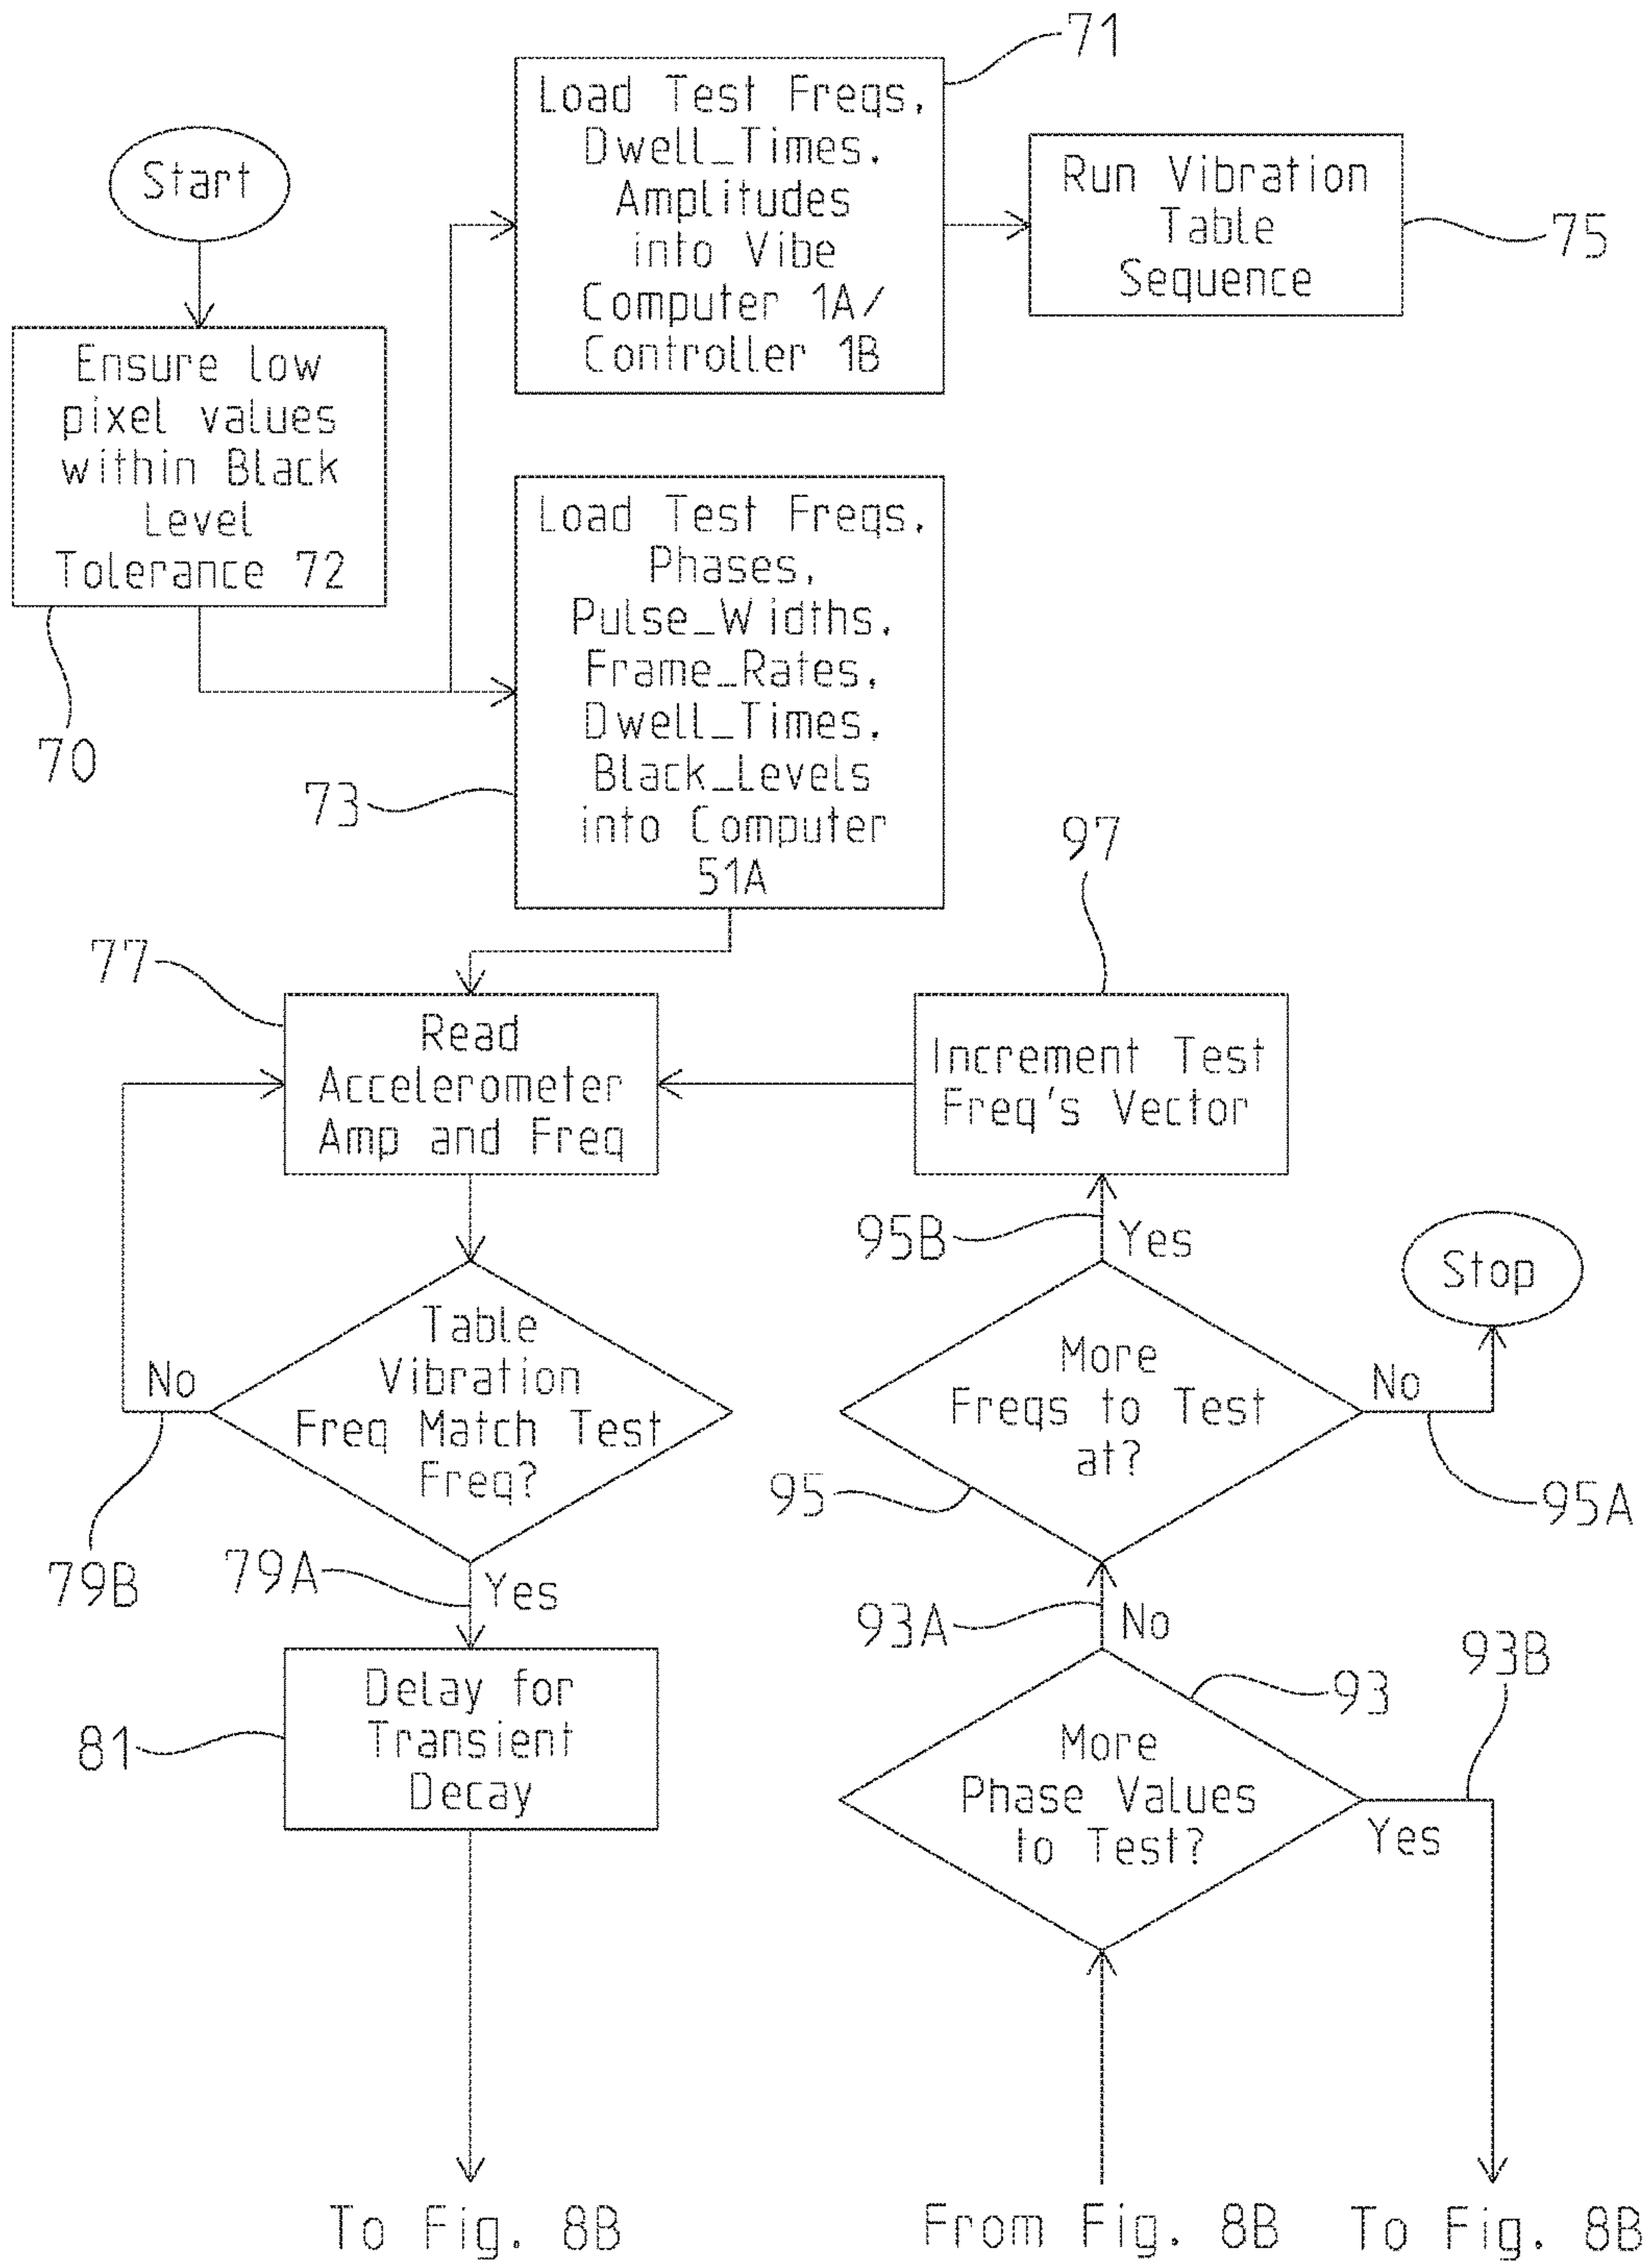 71
Load Test Freqs,
Dwell_Times,
Amplitudes
into Vibe
Computer 1A/
Controller 1B
Start
Run Vibration
Table
Sequence
75
Ensure low
pixel values
within Black
Level
Tolerance 72
70
Load Test Freqs,
Phases,
Pulse_Widths,
Frame_Rates,
Dwell_Times,
Black_Levels
into Computer
51A
73
97
77
Read
Accelerometer
Amp and Freq
Increment Test
Freq's Vector
95B
Yes
Stop
Table
Vibration
Freq Match Test
Freq?
No
79B
More
Freqs to Test
at?
No
95
95A
79A
Yes
93A
No
93B
93
Delay for
Transient
Decay
81
More
Phase Values
to Test?
Yes
To Fig. 8B
From Fig. 8B
To Fig. 8B